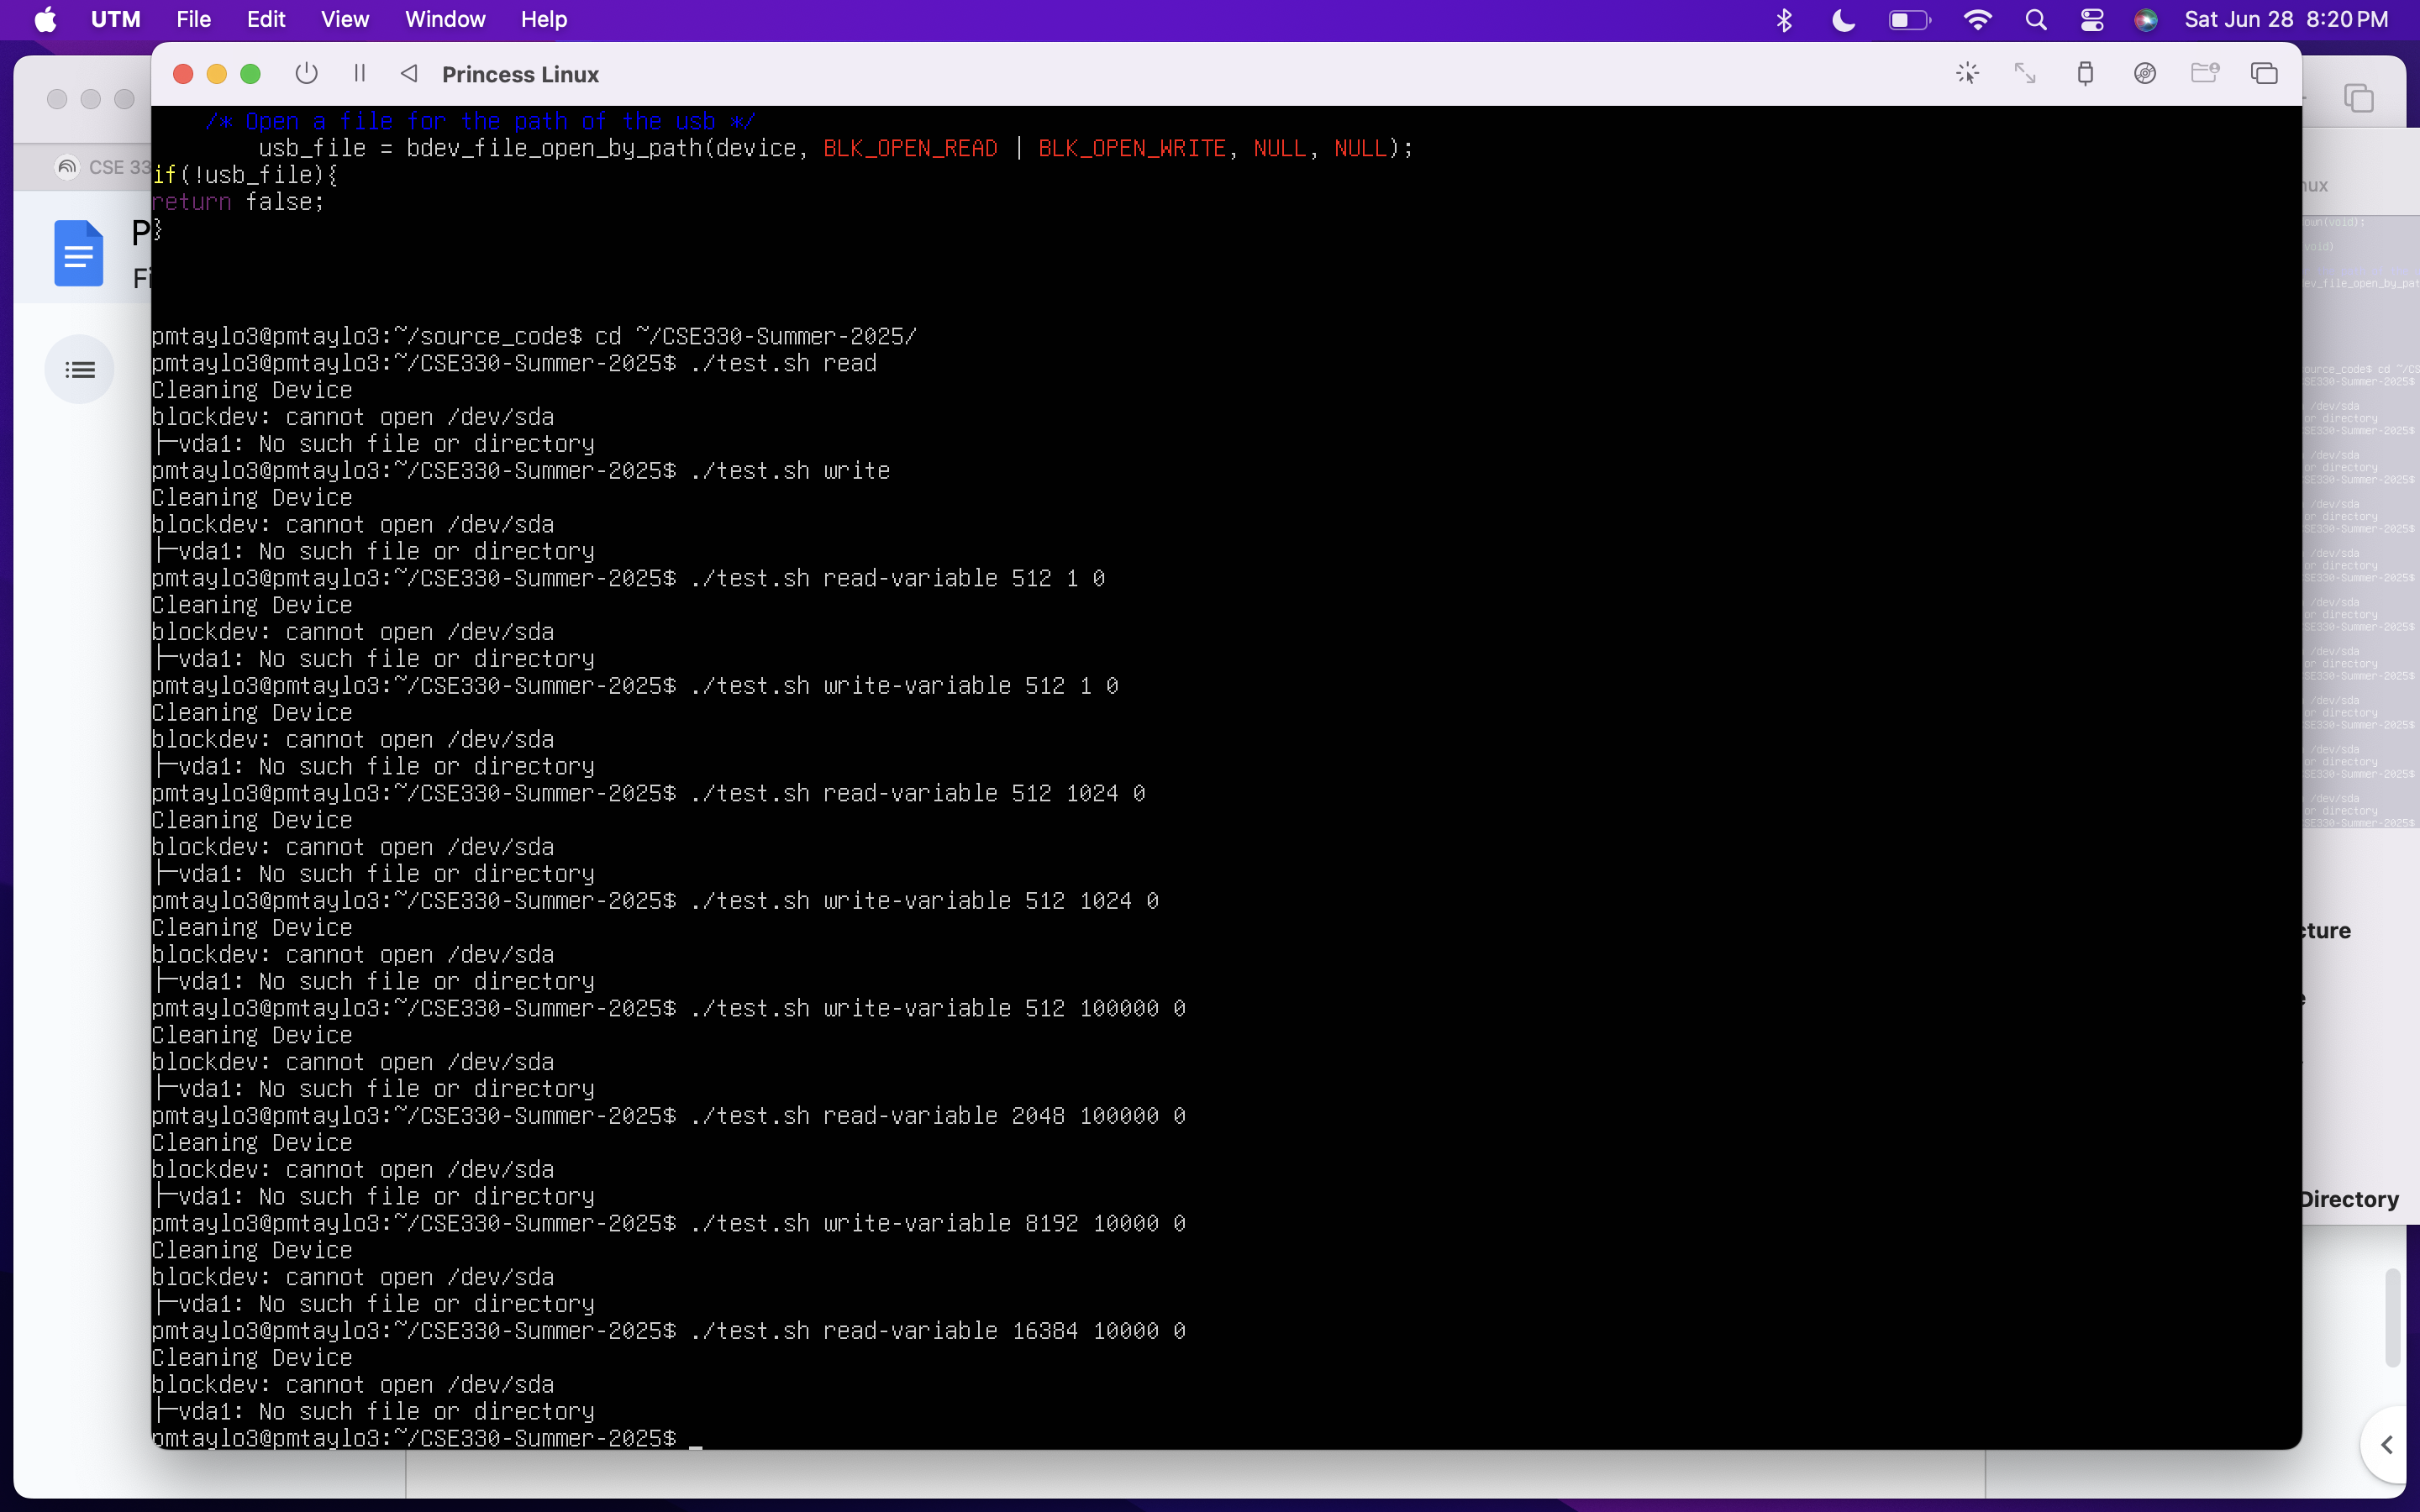 UTM File Edit View Window Help Sat Jun 28 8:20 PM
Princess Linux
CSE 33
P
Fi
/* Open a file for the path of the usb */
usb_file = bdev_file_open_by_path(device, BLK_OPEN_READ | BLK_OPEN_WRITE, NULL, NULL);
if(!usb_file){
return false;
}
pmtaylo3@pmtaylo3:~/source_code$ cd ~/CSE330-Summer-2025/
pmtaylo3@pmtaylo3:~/CSE330-Summer-2025$ ./test.sh read
Cleaning Device
blockdev: cannot open /dev/sda
├─vda1: No such file or directory
pmtaylo3@pmtaylo3:~/CSE330-Summer-2025$ ./test.sh write
Cleaning Device
blockdev: cannot open /dev/sda
├─vda1: No such file or directory
pmtaylo3@pmtaylo3:~/CSE330-Summer-2025$ ./test.sh read-variable 512 1 0
Cleaning Device
blockdev: cannot open /dev/sda
├─vda1: No such file or directory
pmtaylo3@pmtaylo3:~/CSE330-Summer-2025$ ./test.sh write-variable 512 1 0
Cleaning Device
blockdev: cannot open /dev/sda
├─vda1: No such file or directory
pmtaylo3@pmtaylo3:~/CSE330-Summer-2025$ ./test.sh read-variable 512 1024 0
Cleaning Device
blockdev: cannot open /dev/sda
├─vda1: No such file or directory
pmtaylo3@pmtaylo3:~/CSE330-Summer-2025$ ./test.sh write-variable 512 1024 0
Cleaning Device
blockdev: cannot open /dev/sda
├─vda1: No such file or directory
pmtaylo3@pmtaylo3:~/CSE330-Summer-2025$ ./test.sh write-variable 512 100000 0
Cleaning Device
blockdev: cannot open /dev/sda
├─vda1: No such file or directory
pmtaylo3@pmtaylo3:~/CSE330-Summer-2025$ ./test.sh read-variable 2048 100000 0
Cleaning Device
blockdev: cannot open /dev/sda
├─vda1: No such file or directory
pmtaylo3@pmtaylo3:~/CSE330-Summer-2025$ ./test.sh write-variable 8192 10000 0
Cleaning Device
blockdev: cannot open /dev/sda
├─vda1: No such file or directory
pmtaylo3@pmtaylo3:~/CSE330-Summer-2025$ ./test.sh read-variable 16384 10000 0
Cleaning Device
blockdev: cannot open /dev/sda
├─vda1: No such file or directory
pmtaylo3@pmtaylo3:~/CSE330-Summer-2025$ _
nux
cture
Directory